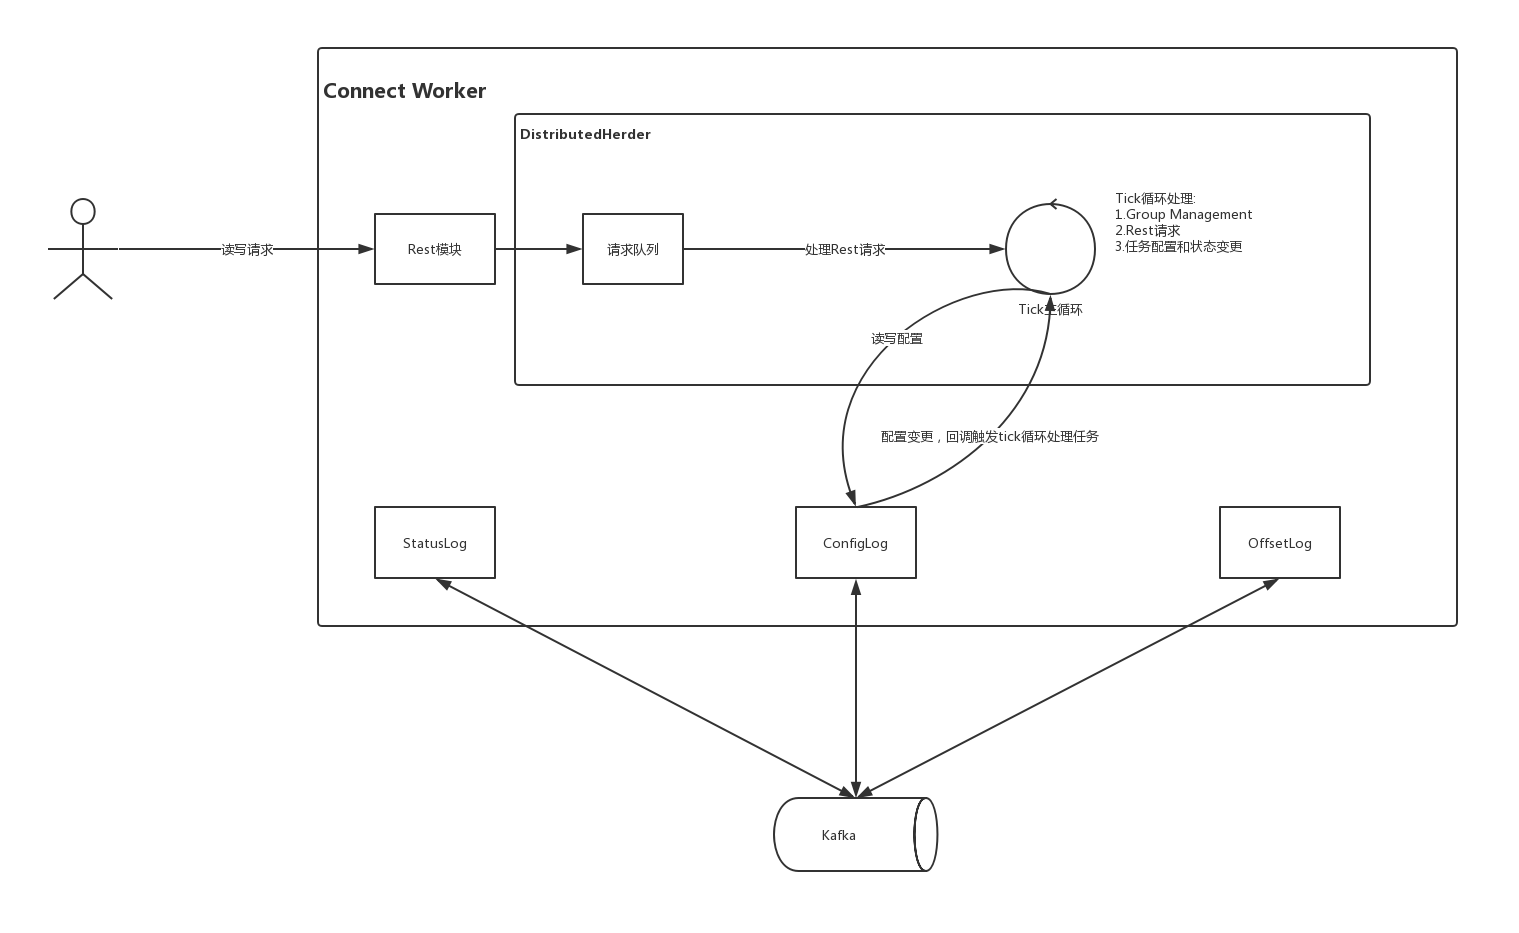 Connect Worker
DistributedHerder
Tick循环处理:
1.Group Management
2.Rest请求
3.任务配置和状态变更
读写请求
Rest模块
请求队列
处理Rest请求
Tick主循环
读写配置
配置变更，回调触发tick循环处理任务
StatusLog
ConfigLog
OffsetLog
Kafka